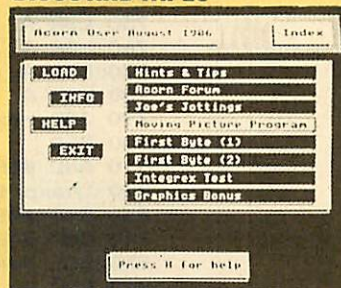 Acorn User August 1986
Index
LOAD
INFO
HELP
EXIT
Hints & Tips
Acorn Forum
Joe's Jottings
Moving Picture Program
First Byte (1)
First Byte (2)
Integrex Test
Graphics Bonus
Press H for help